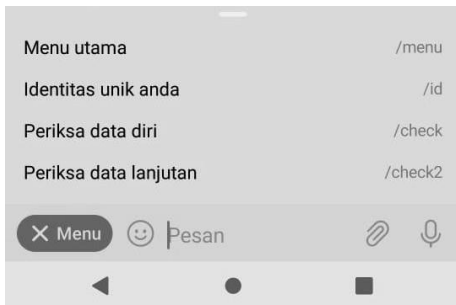 Menu utama /menu
Identitas unik anda /id
Periksa data diri /check
Periksa data lanjutan /check2
Menu Pesan